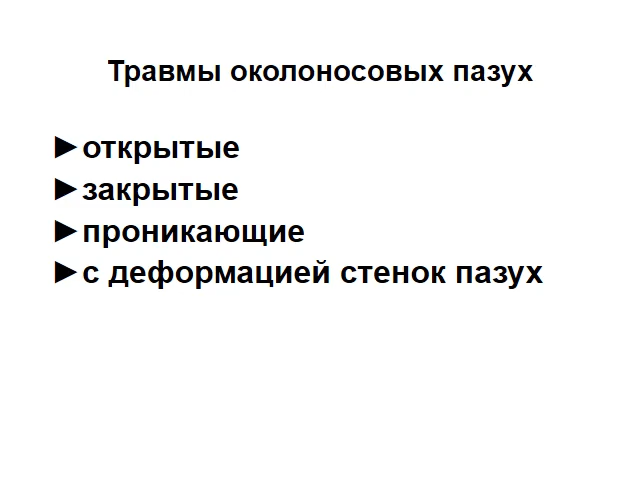 Травмы околоносовых пазух
►открытые
►закрытые
►проникающие
►с деформацией стенок пазух